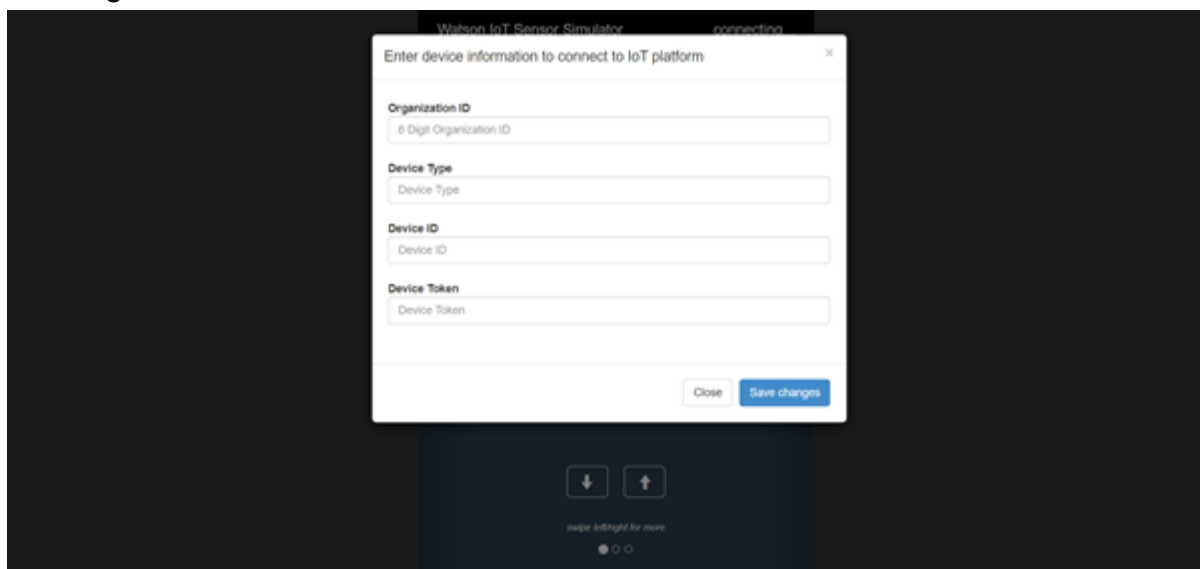 Watson IoT Sensor Simulator connecting
Enter device information to connect to IoT platform ×
Organization ID
6 Digit Organization ID
Device Type
Device Type
Device ID
Device ID
Device Token
Device Token
Close Save changes
swipe left/right for more